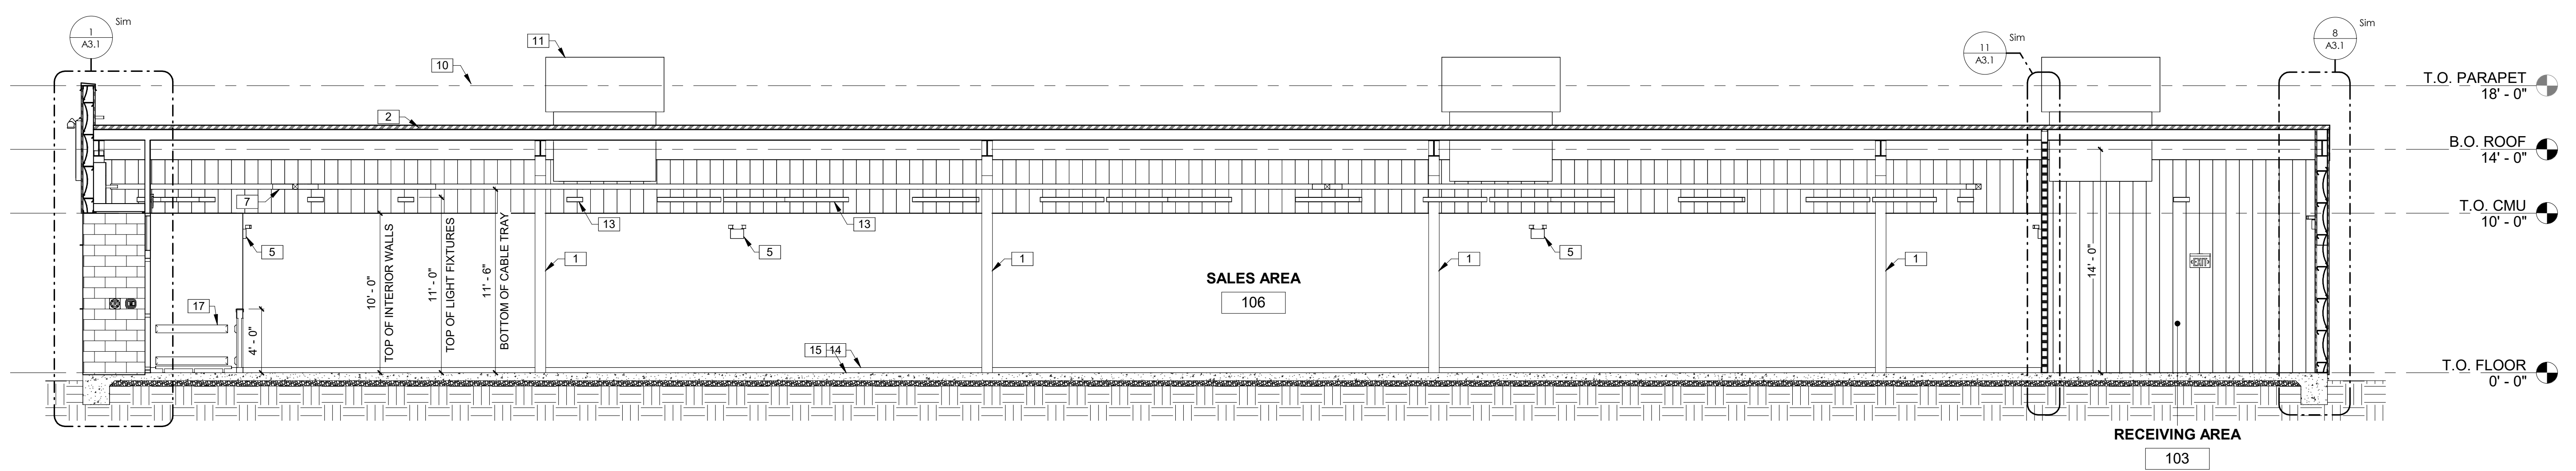 1
A3.1
Sim
11
10
2
11
A3.1
Sim
8
A3.1
Sim
T.O. PARAPET
18' - 0"
B.O. ROOF
14' - 0"
T.O. CMU
10' - 0"
T.O. FLOOR
0' - 0"
7
13
13
5
5
5
1
1
1
1
17
4' - 0"
10' - 0"
TOP OF INTERIOR WALLS
11' - 0"
TOP OF LIGHT FIXTURES
11' - 6"
BOTTOM OF CABLE TRAY
SALES AREA
106
15
14
14' - 0"
EXIT
RECEIVING AREA
103